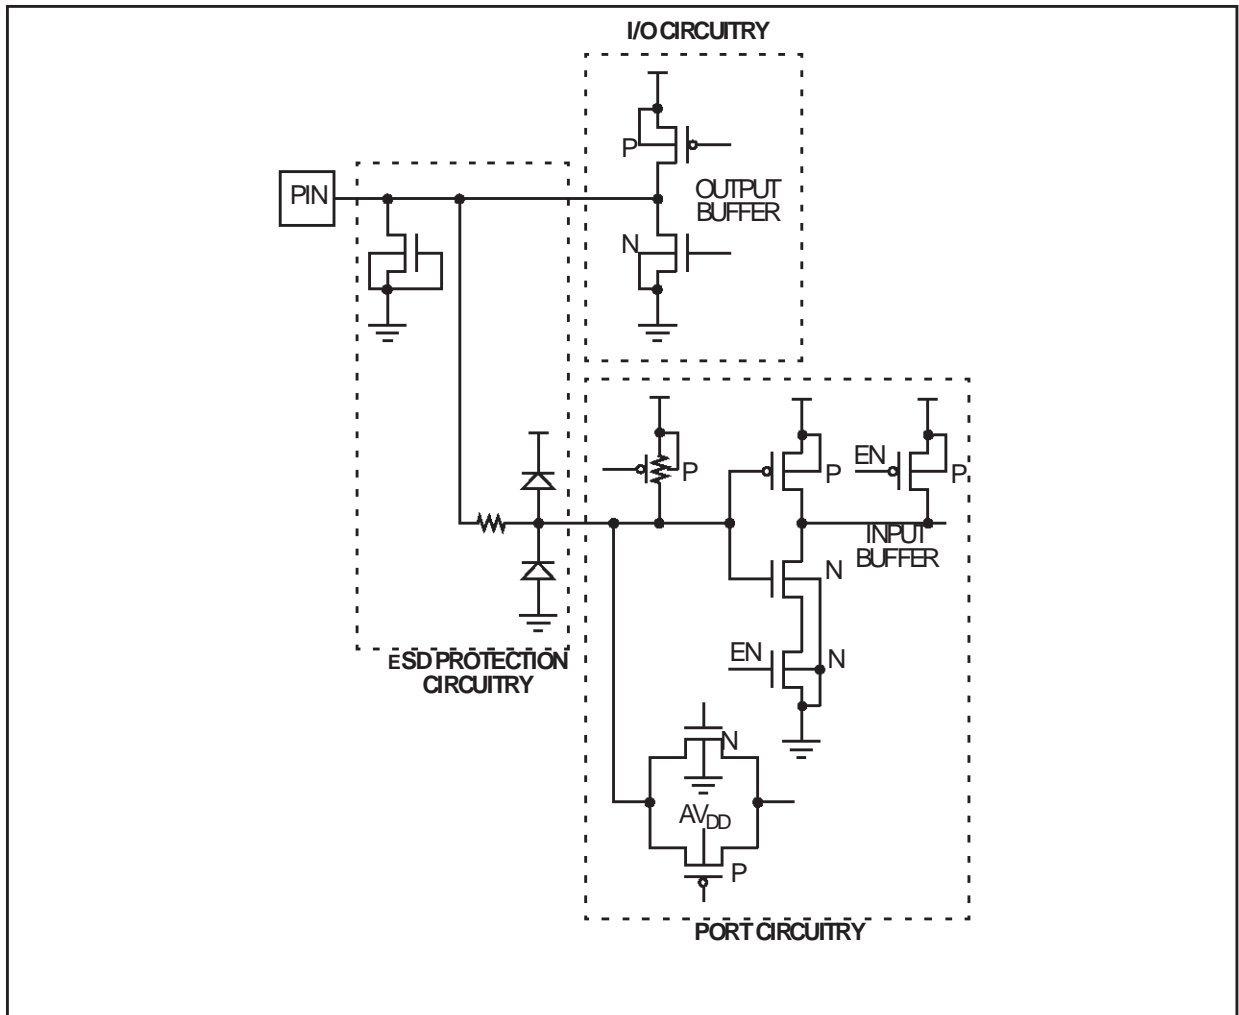 I/O CIRCUITRY
P
PIN
OUTPUT
BUFFER
N
P
P
EN
P
INPUT
BUFFER
N
EN
N
ESD PROTECTION
CIRCUITRY
N
AVDD
P
PORT CIRCUITRY